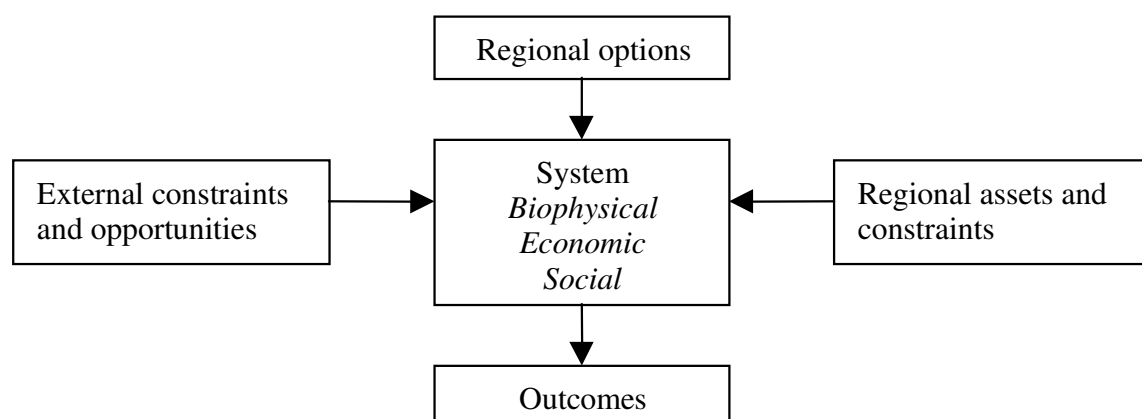 Regional options
External constraints
and opportunities
System
Biophysical
Economic
Social
Regional assets and
constraints
Outcomes